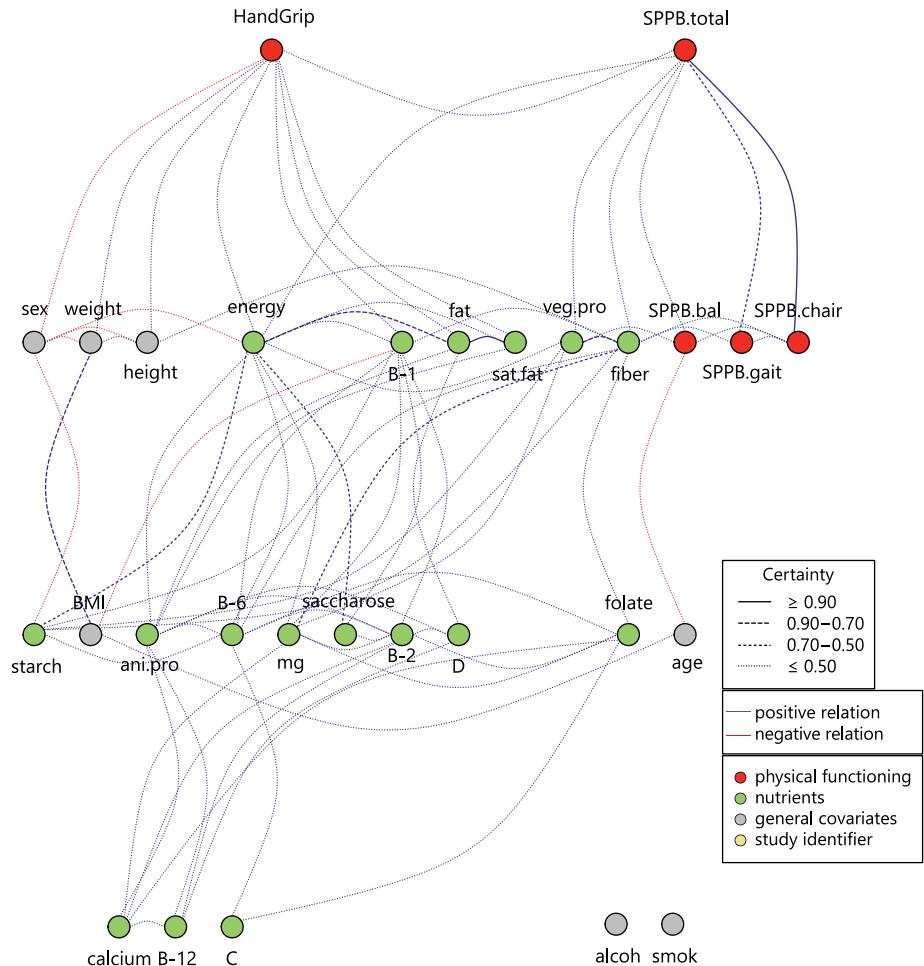 HandGrip
SPPB.total
sex
weight
energy
fat
veg.pro
SPPB.bal
SPPB.chair
height
B-1
sat.fat
fiber
SPPB.gait
BMI
B-6
saccharose
folate
starch
ani.pro
mg
B-2
D
age
Certainty
≥ 0.90
0.90–0.70
0.70–0.50
≤ 0.50
positive relation
negative relation
physical functioning
nutrients
general covariates
study identifier
calcium
B-12
C
alcoh
smok